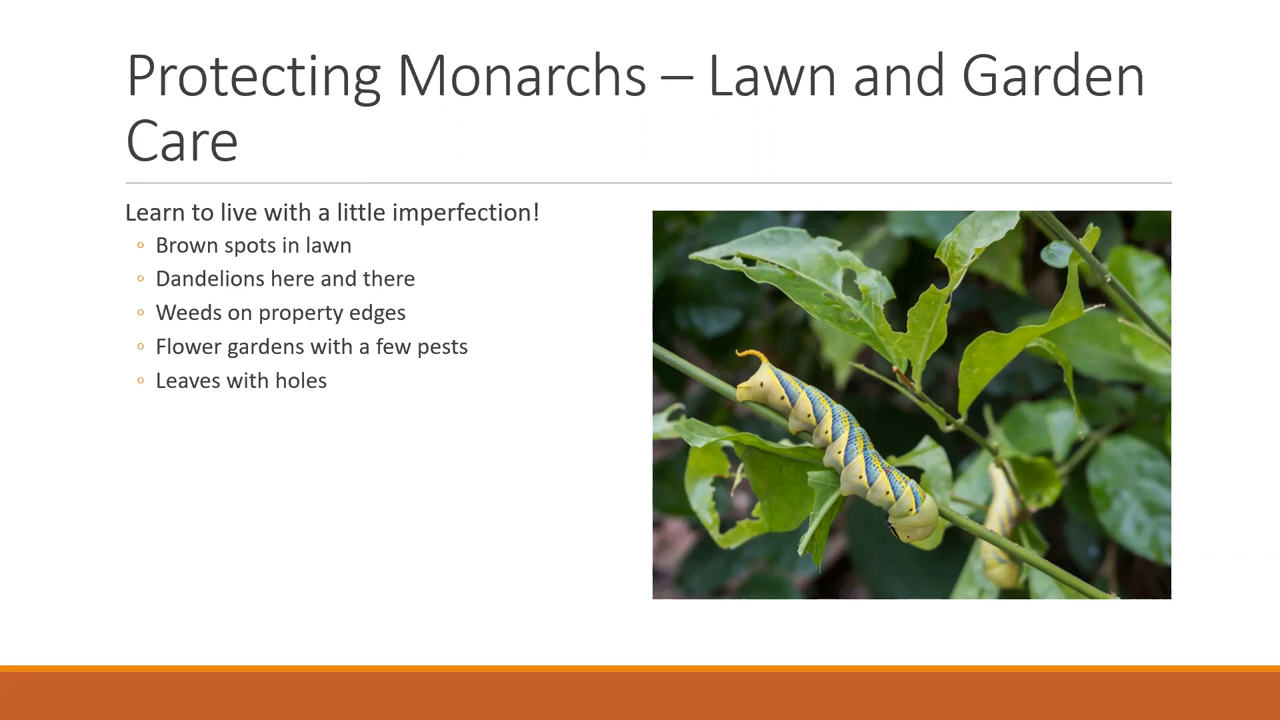 Protecting Monarchs – Lawn and Garden
Care
Learn to live with a little imperfection!
◦ Brown spots in lawn
◦ Dandelions here and there
◦ Weeds on property edges
◦ Flower gardens with a few pests
◦ Leaves with holes